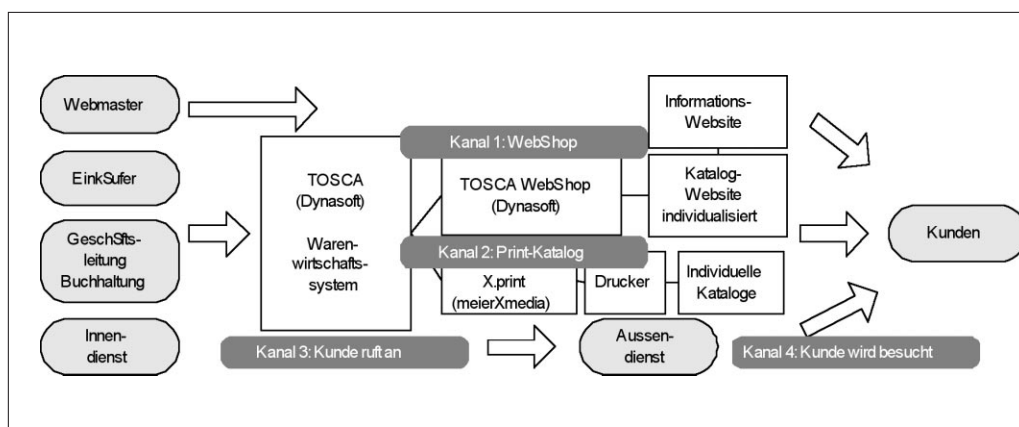 Webmaster
EinkSufer
GeschSfts-
leitung
Buchhaltung
Innen-
dienst
TOSCA
(Dynasoft)
Waren-
wirtschafts-
system
Kanal 1: WebShop
TOSCA WebShop
(Dynasoft)
Informations-
Website
Katalog-
Website
individualisiert
Kanal 2: Print-Katalog
X.print
(meierXmedia)
Drucker
Individuelle
Kataloge
Kunden
Kanal 3: Kunde ruft an
Aussen-
dienst
Kanal 4: Kunde wird besucht